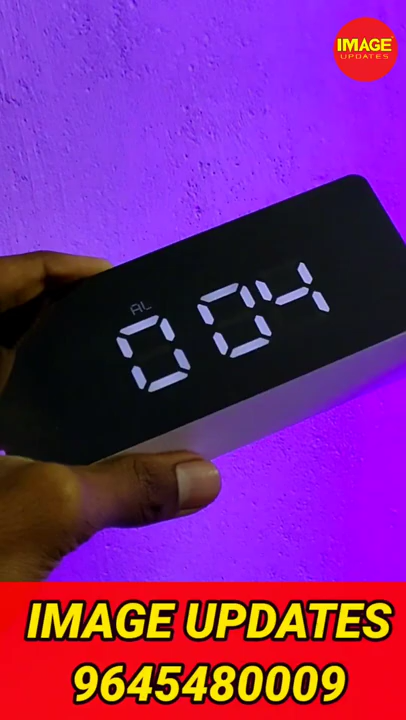 IMAGE
UPDATES
AL
0 04
IMAGE UPDATES
9645480009